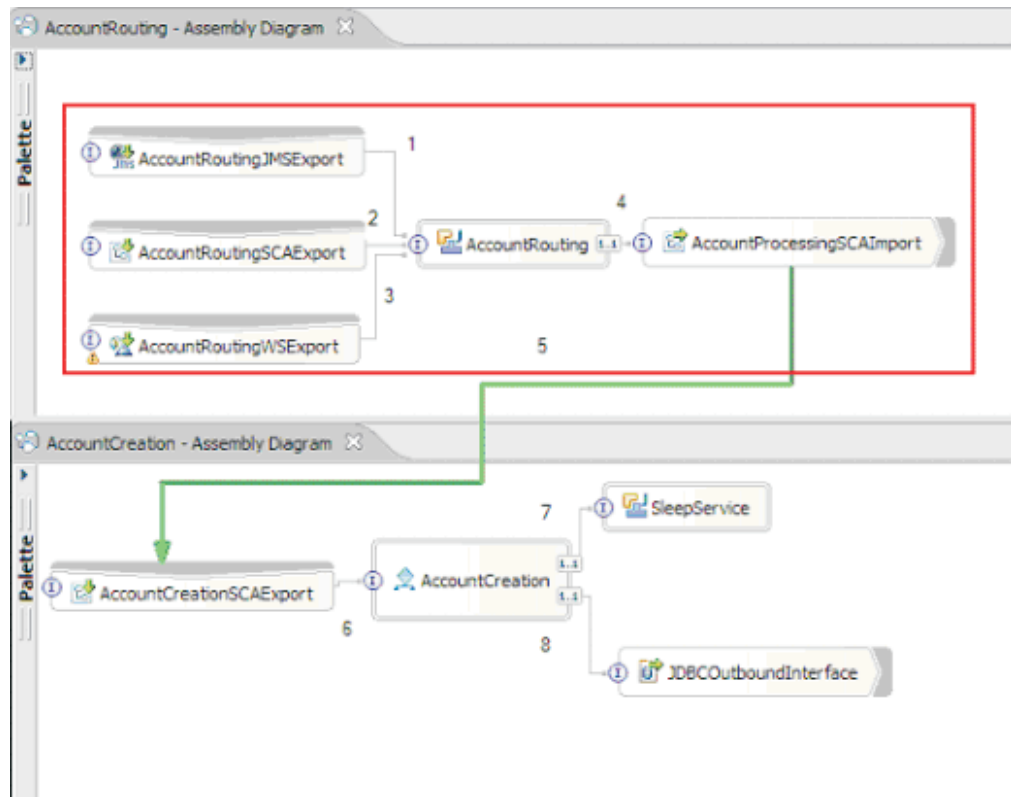 AccountRouting - Assembly Diagram
Palette
1
AccountRoutingJMSExport
2
4
AccountRoutingSCAExport
AccountRouting
1..1
AccountProcessingSCAImport
3
AccountRoutingWSExport
5
AccountCreation - Assembly Diagram
Palette
7
SleepService
1..1
AccountCreation
AccountCreationSCAExport
1..1
6
8
JDBCOutboundInterface